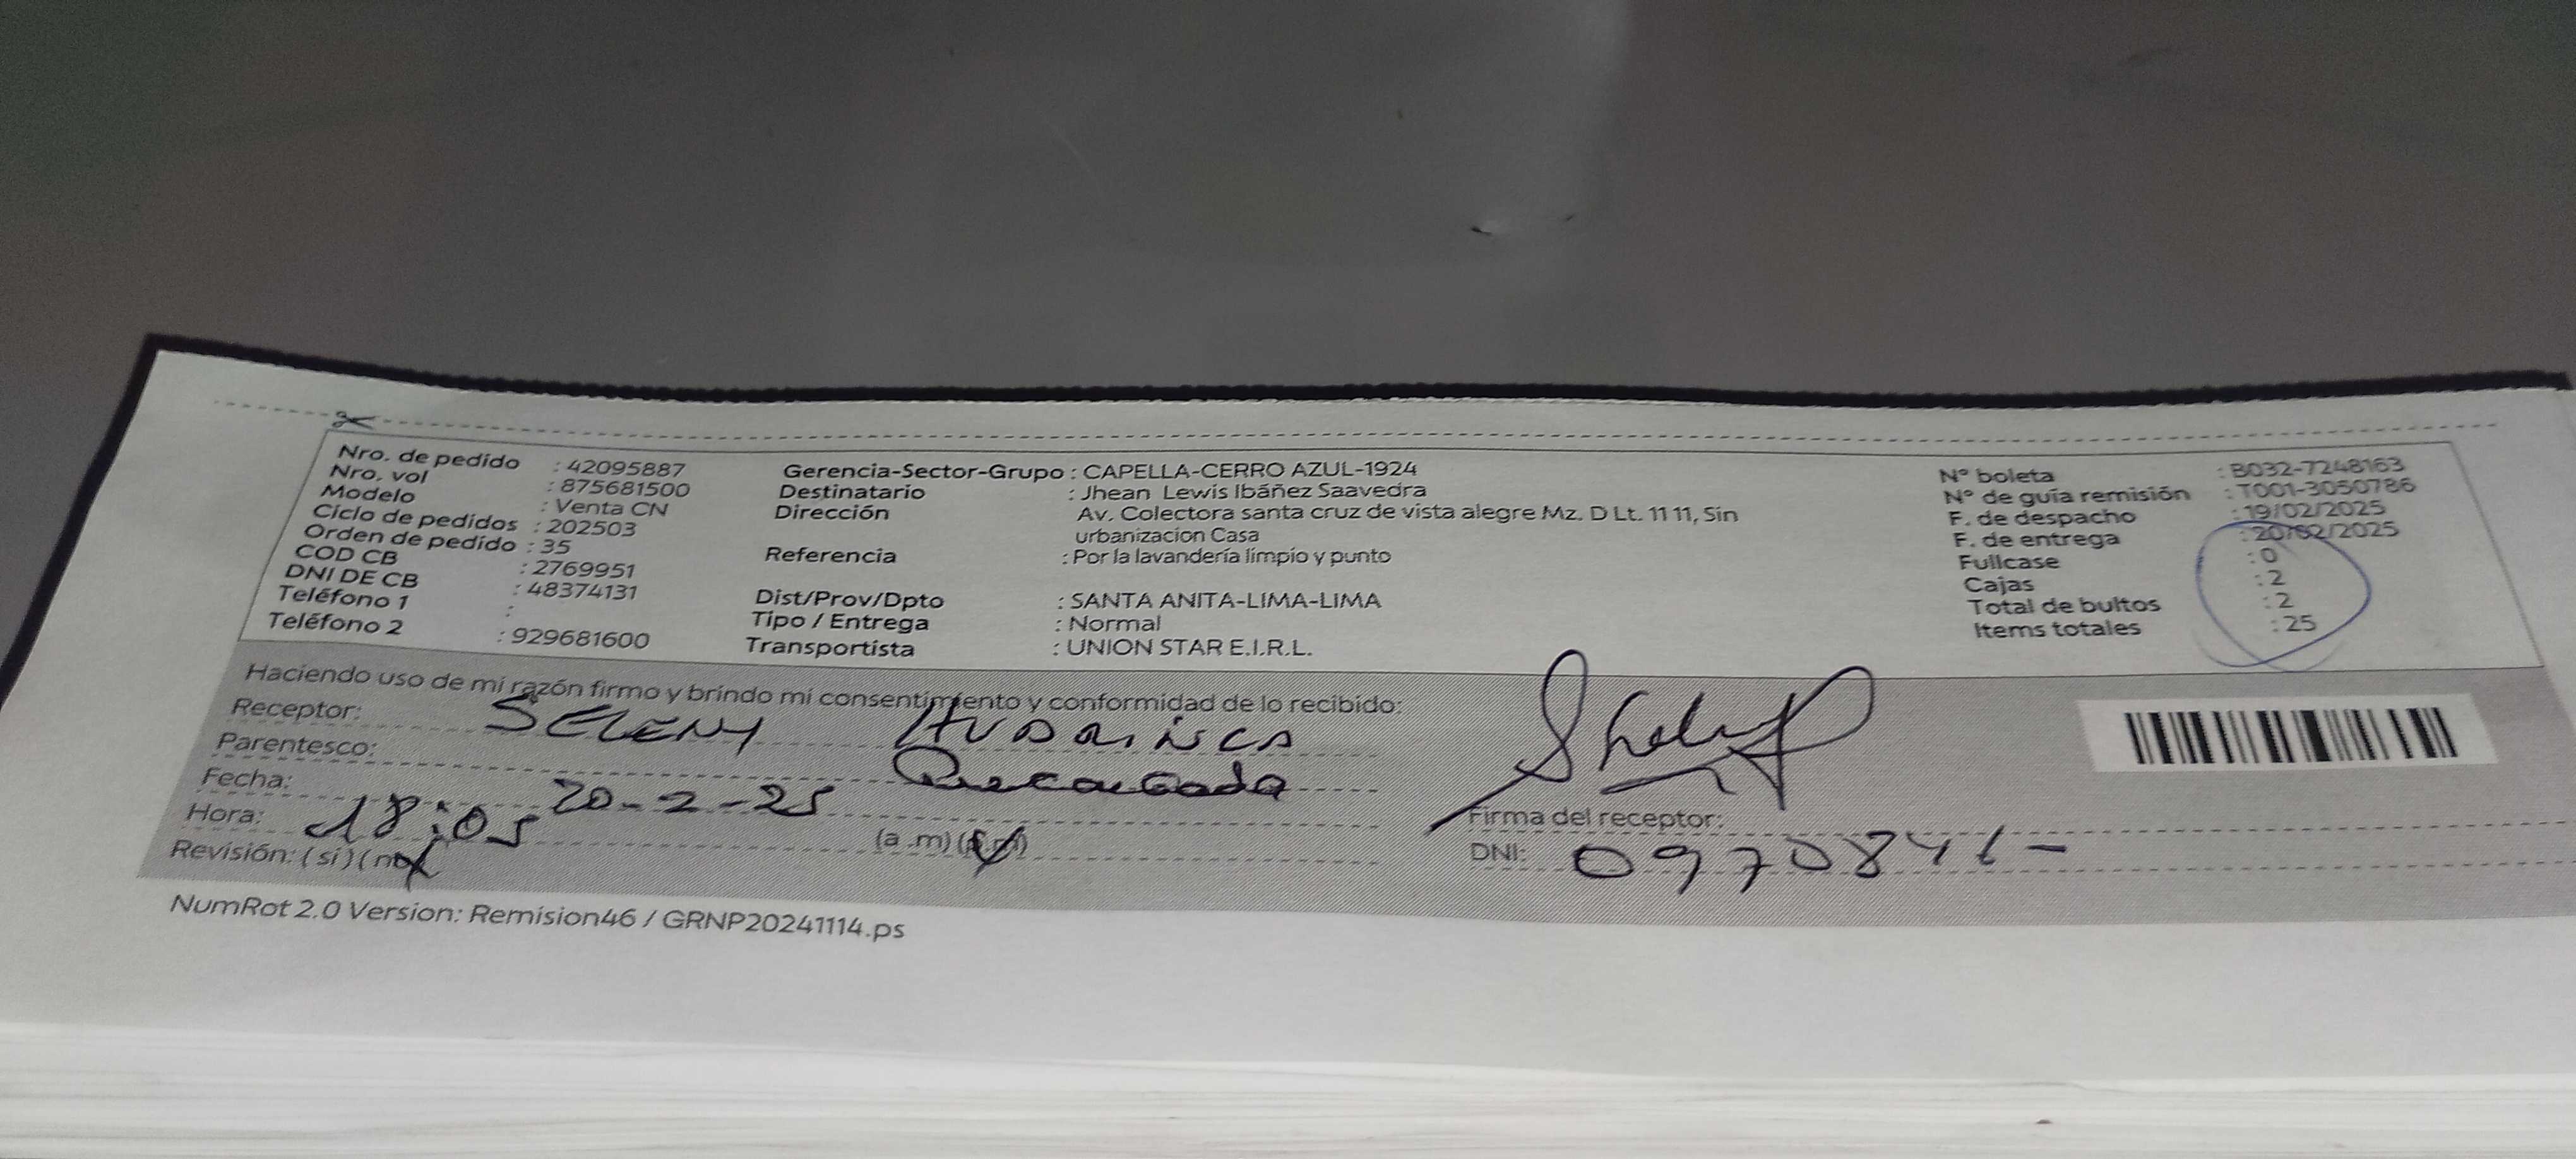 Nro. de pedido : 42095887
Nro. vol : 875681500
Modelo : Venta CN
Ciclo de pedidos : 202503
Orden de pedido : 35
COD CB : 2769951
DNI DE CB : 48374131
Teléfono 1 :
Teléfono 2 : 929681600
Gerencia-Sector-Grupo : CAPELLA-CERRO AZUL-1924
Destinatario : Jhean Lewis Ibáñez Saavedra
Dirección Av. Colectora santa cruz de vista alegre Mz. D Lt. 11 11, Sin
urbanizacion Casa
Referencia : Por la lavandería limpio y punto
Dist/Prov/Dpto : SANTA ANITA-LIMA-LIMA
Tipo / Entrega : Normal
Transportista : UNION STAR E.I.R.L.
N° boleta : B032-7248163
N° de guía remisión : T001-3050786
F. de despacho : 19/02/2025
F. de entrega : 20/02/2025
Fullcase : 0
Cajas : 2
Total de bultos : 2
Items totales : 25
Haciendo uso de mi razón firmo y brindo mi consentimiento y conformidad de lo recibido:
Receptor: SELENY
Parentesco:
Fecha: 20-2-25
Hora: 18:05 (a .m) (p.m)
Revisión: ( si ) ( no )
Firma del receptor:
DNI:
NumRot 2.0 Version: Remision46 / GRNP20241114.ps